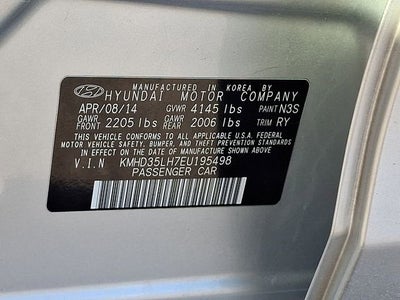 MANUFACTURED IN KOREA BY
HYUNDAI MOTOR COMPANY
APR/08/14 GVWR 4145 lbs PAINT N3S
GAWR FRONT 2205 lbs GAWR REAR 2006 lbs TRIM RY
THIS VEHICLE CONFORMS TO ALL APPLICABLE U.S.A. FEDERAL
MOTOR VEHICLE SAFETY, BUMPER, AND THEFT PREVENTION STANDARDS
IN EFFECT ON THE DATE OF MANUFACTURE SHOWN ABOVE.
V.I.N KMHD35LH7EU195498
PASSENGER CAR